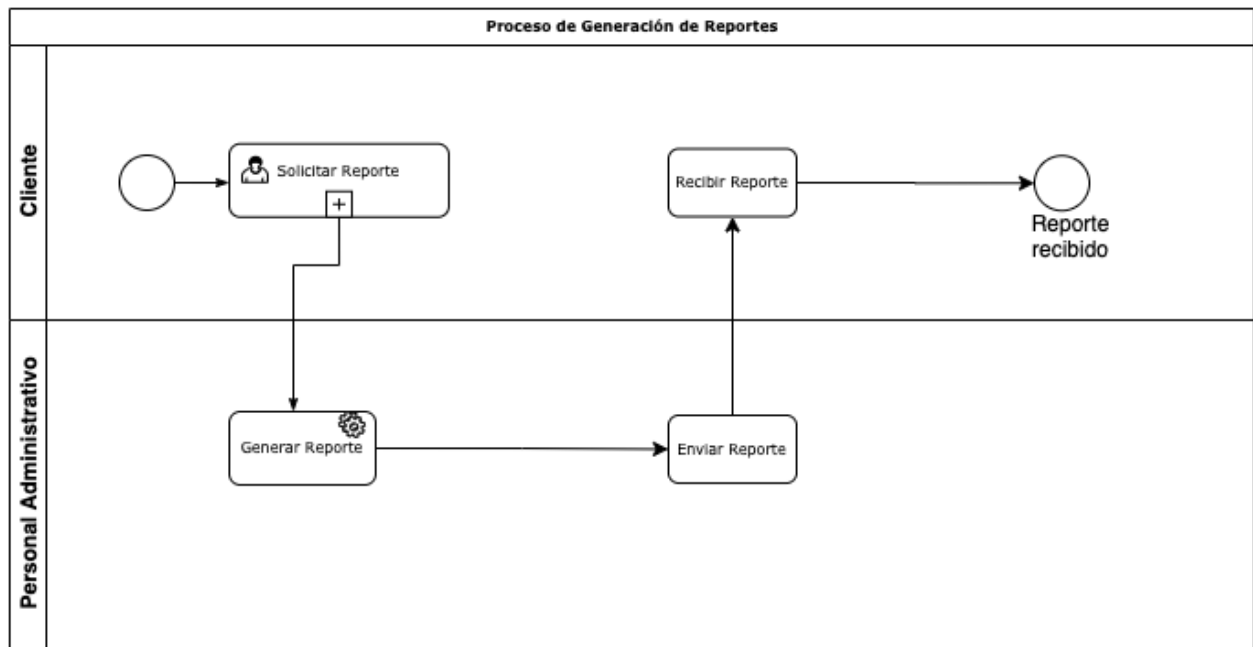 Proceso de Generación de Reportes
Cliente
Solicitar Reporte
Recibir Reporte
Reporte
recibido
Personal Administrativo
Generar Reporte
Enviar Reporte